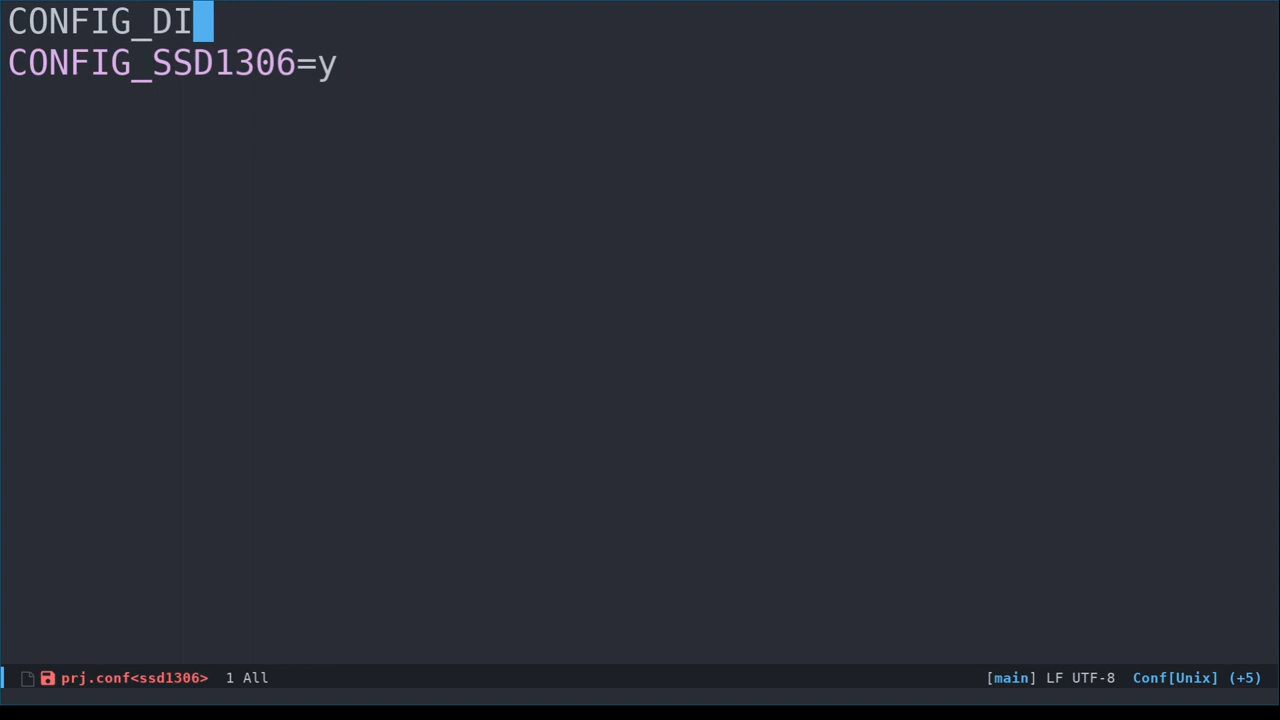 CONFIG_DI
CONFIG_SSD1306=y
prj.conf<ssd1306> 1 All [main] LF UTF-8 Conf[Unix] (+5)